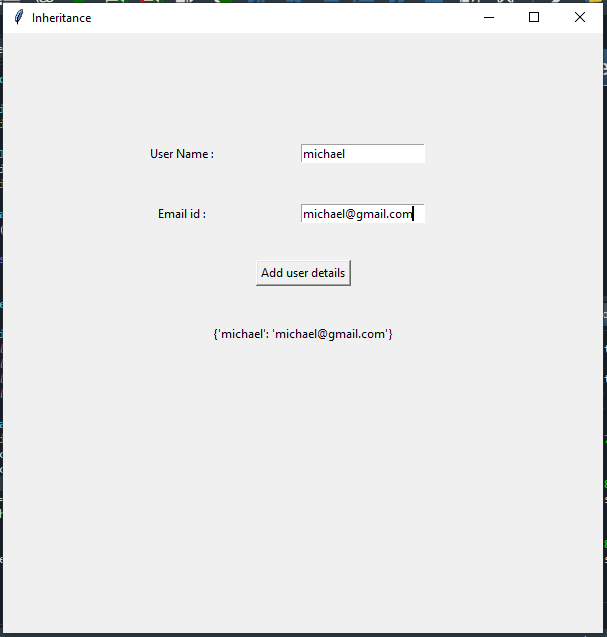 Inheritance
User Name : michael
Email id : michael@gmail.com
Add user details
{'michael': 'michael@gmail.com'}